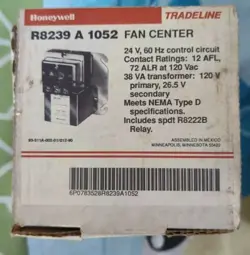 Honeywell
TRADELINE
R8239 A 1052 FAN CENTER
24 V, 60 Hz control circuit
Contact Ratings: 12 AFL,
72 ALR at 120 Vac
38 VA transformer: 120 V
primary, 26.5 V
secondary
Meets NEMA Type D
specifications.
Includes spdt R8222B
Relay.
ASSEMBLED IN MEXICO
MINNEAPOLIS, MINNESOTA 55422
6P0783528R8239A1052